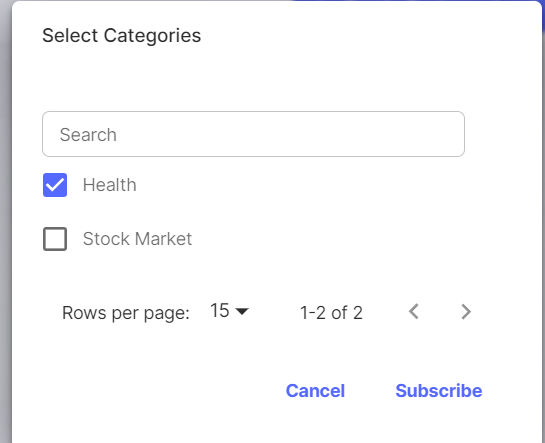 Select Categories
Search
Health
Stock Market
Rows per page: 15 1-2 of 2
Cancel Subscribe